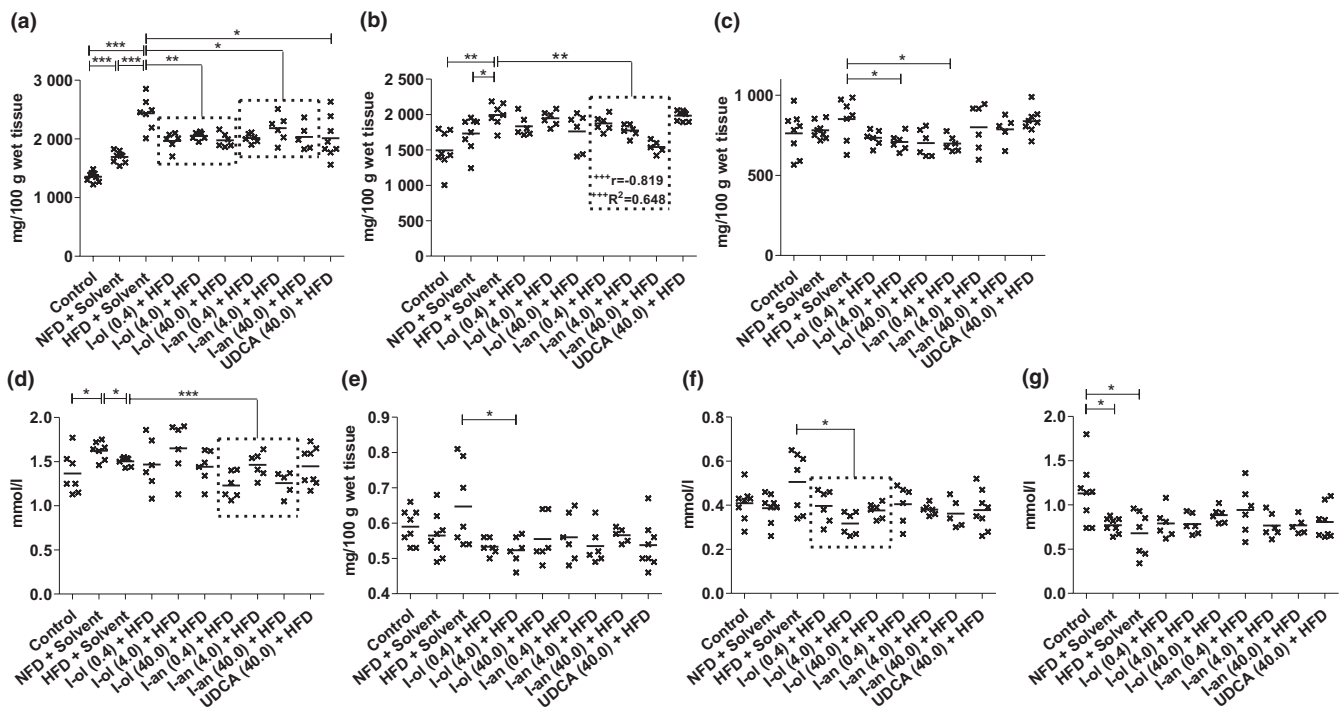 (a)
***
***
***
**
*
*
mg/100 g wet tissue
3 000
2 000
1 000
0
Control
NFD + Solvent
HFD + Solvent
I-ol (0.4) + HFD
I-ol (4.0) + HFD
I-ol (40.0) + HFD
I-an (0.4) + HFD
I-an (4.0) + HFD
I-an (40.0) + HFD
UDCA (40.0) + HFD
(b)
**
*
**
mg/100 g wet tissue
2 500
2 000
1 500
1 000
500
0
+++r=-0.819
+++R2=0.648
Control
NFD + Solvent
HFD + Solvent
I-ol (0.4) + HFD
I-ol (4.0) + HFD
I-ol (40.0) + HFD
I-an (0.4) + HFD
I-an (4.0) + HFD
I-an (40.0) + HFD
UDCA (40.0) + HFD
(c)
*
*
mg/100 g wet tissue
1 000
500
0
Control
NFD + Solvent
HFD + Solvent
I-ol (0.4) + HFD
I-ol (4.0) + HFD
I-ol (40.0) + HFD
I-an (0.4) + HFD
I-an (4.0) + HFD
I-an (40.0) + HFD
UDCA (40.0) + HFD
(d)
*
*
***
mmol/l
2.0
1.5
1.0
0.5
0.0
Control
NFD + Solvent
HFD + Solvent
I-ol (0.4) + HFD
I-ol (4.0) + HFD
I-ol (40.0) + HFD
I-an (0.4) + HFD
I-an (4.0) + HFD
I-an (40.0) + HFD
UDCA (40.0) + HFD
(e)
*
mg/100 g wet tissue
0.9
0.8
0.7
0.6
0.5
0.4
Control
NFD + Solvent
HFD + Solvent
I-ol (0.4) + HFD
I-ol (4.0) + HFD
I-ol (40.0) + HFD
I-an (0.4) + HFD
I-an (4.0) + HFD
I-an (40.0) + HFD
UDCA (40.0) + HFD
(f)
*
mmol/l
0.8
0.6
0.4
0.2
0.0
Control
NFD + Solvent
HFD + Solvent
I-ol (0.4) + HFD
I-ol (4.0) + HFD
I-ol (40.0) + HFD
I-an (0.4) + HFD
I-an (4.0) + HFD
I-an (40.0) + HFD
UDCA (40.0) + HFD
(g)
*
*
mmol/l
2.0
1.5
1.0
0.5
0.0
Control
NFD + Solvent
HFD + Solvent
I-ol (0.4) + HFD
I-ol (4.0) + HFD
I-ol (40.0) + HFD
I-an (0.4) + HFD
I-an (4.0) + HFD
I-an (40.0) + HFD
UDCA (40.0) + HFD